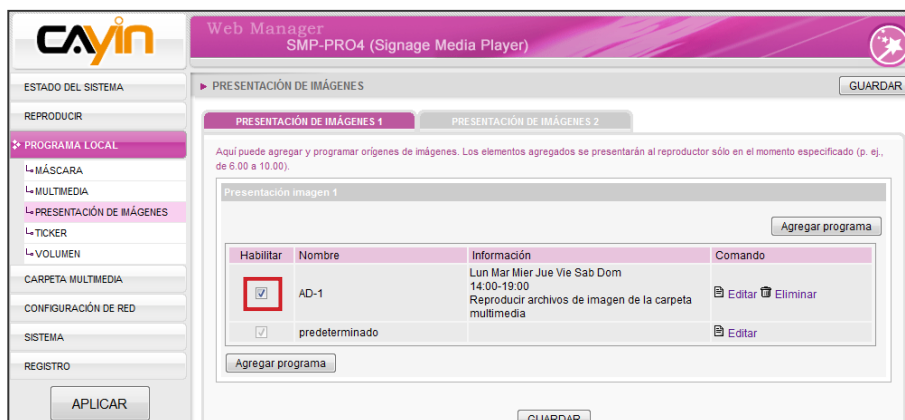 CAYIN
Web Manager
SMP-PRO4 (Signage Media Player)
ESTADO DEL SISTEMA
REPRODUCIR
PROGRAMA LOCAL
MÁSCARA
MULTIMEDIA
PRESENTACIÓN DE IMÁGENES
TICKER
VOLUMEN
CARPETA MULTIMEDIA
CONFIGURACIÓN DE RED
SISTEMA
REGISTRO
APLICAR
PRESENTACIÓN DE IMÁGENES
GUARDAR
PRESENTACIÓN DE IMÁGENES 1 PRESENTACIÓN DE IMÁGENES 2
Aquí puede agregar y programar orígenes de imágenes. Los elementos agregados se presentarán al reproductor sólo en el momento especificado (p. ej.,
de 6.00 a 10.00).
Presentación imagen 1
Agregar programa
Habilitar Nombre Información Comando
AD-1
Lun Mar Mier Jue Vie Sab Dom
14:00-19:00
Reproducir archivos de imagen de la carpeta
multimedia
Editar Eliminar
predeterminado Editar
Agregar programa
GUARDAR